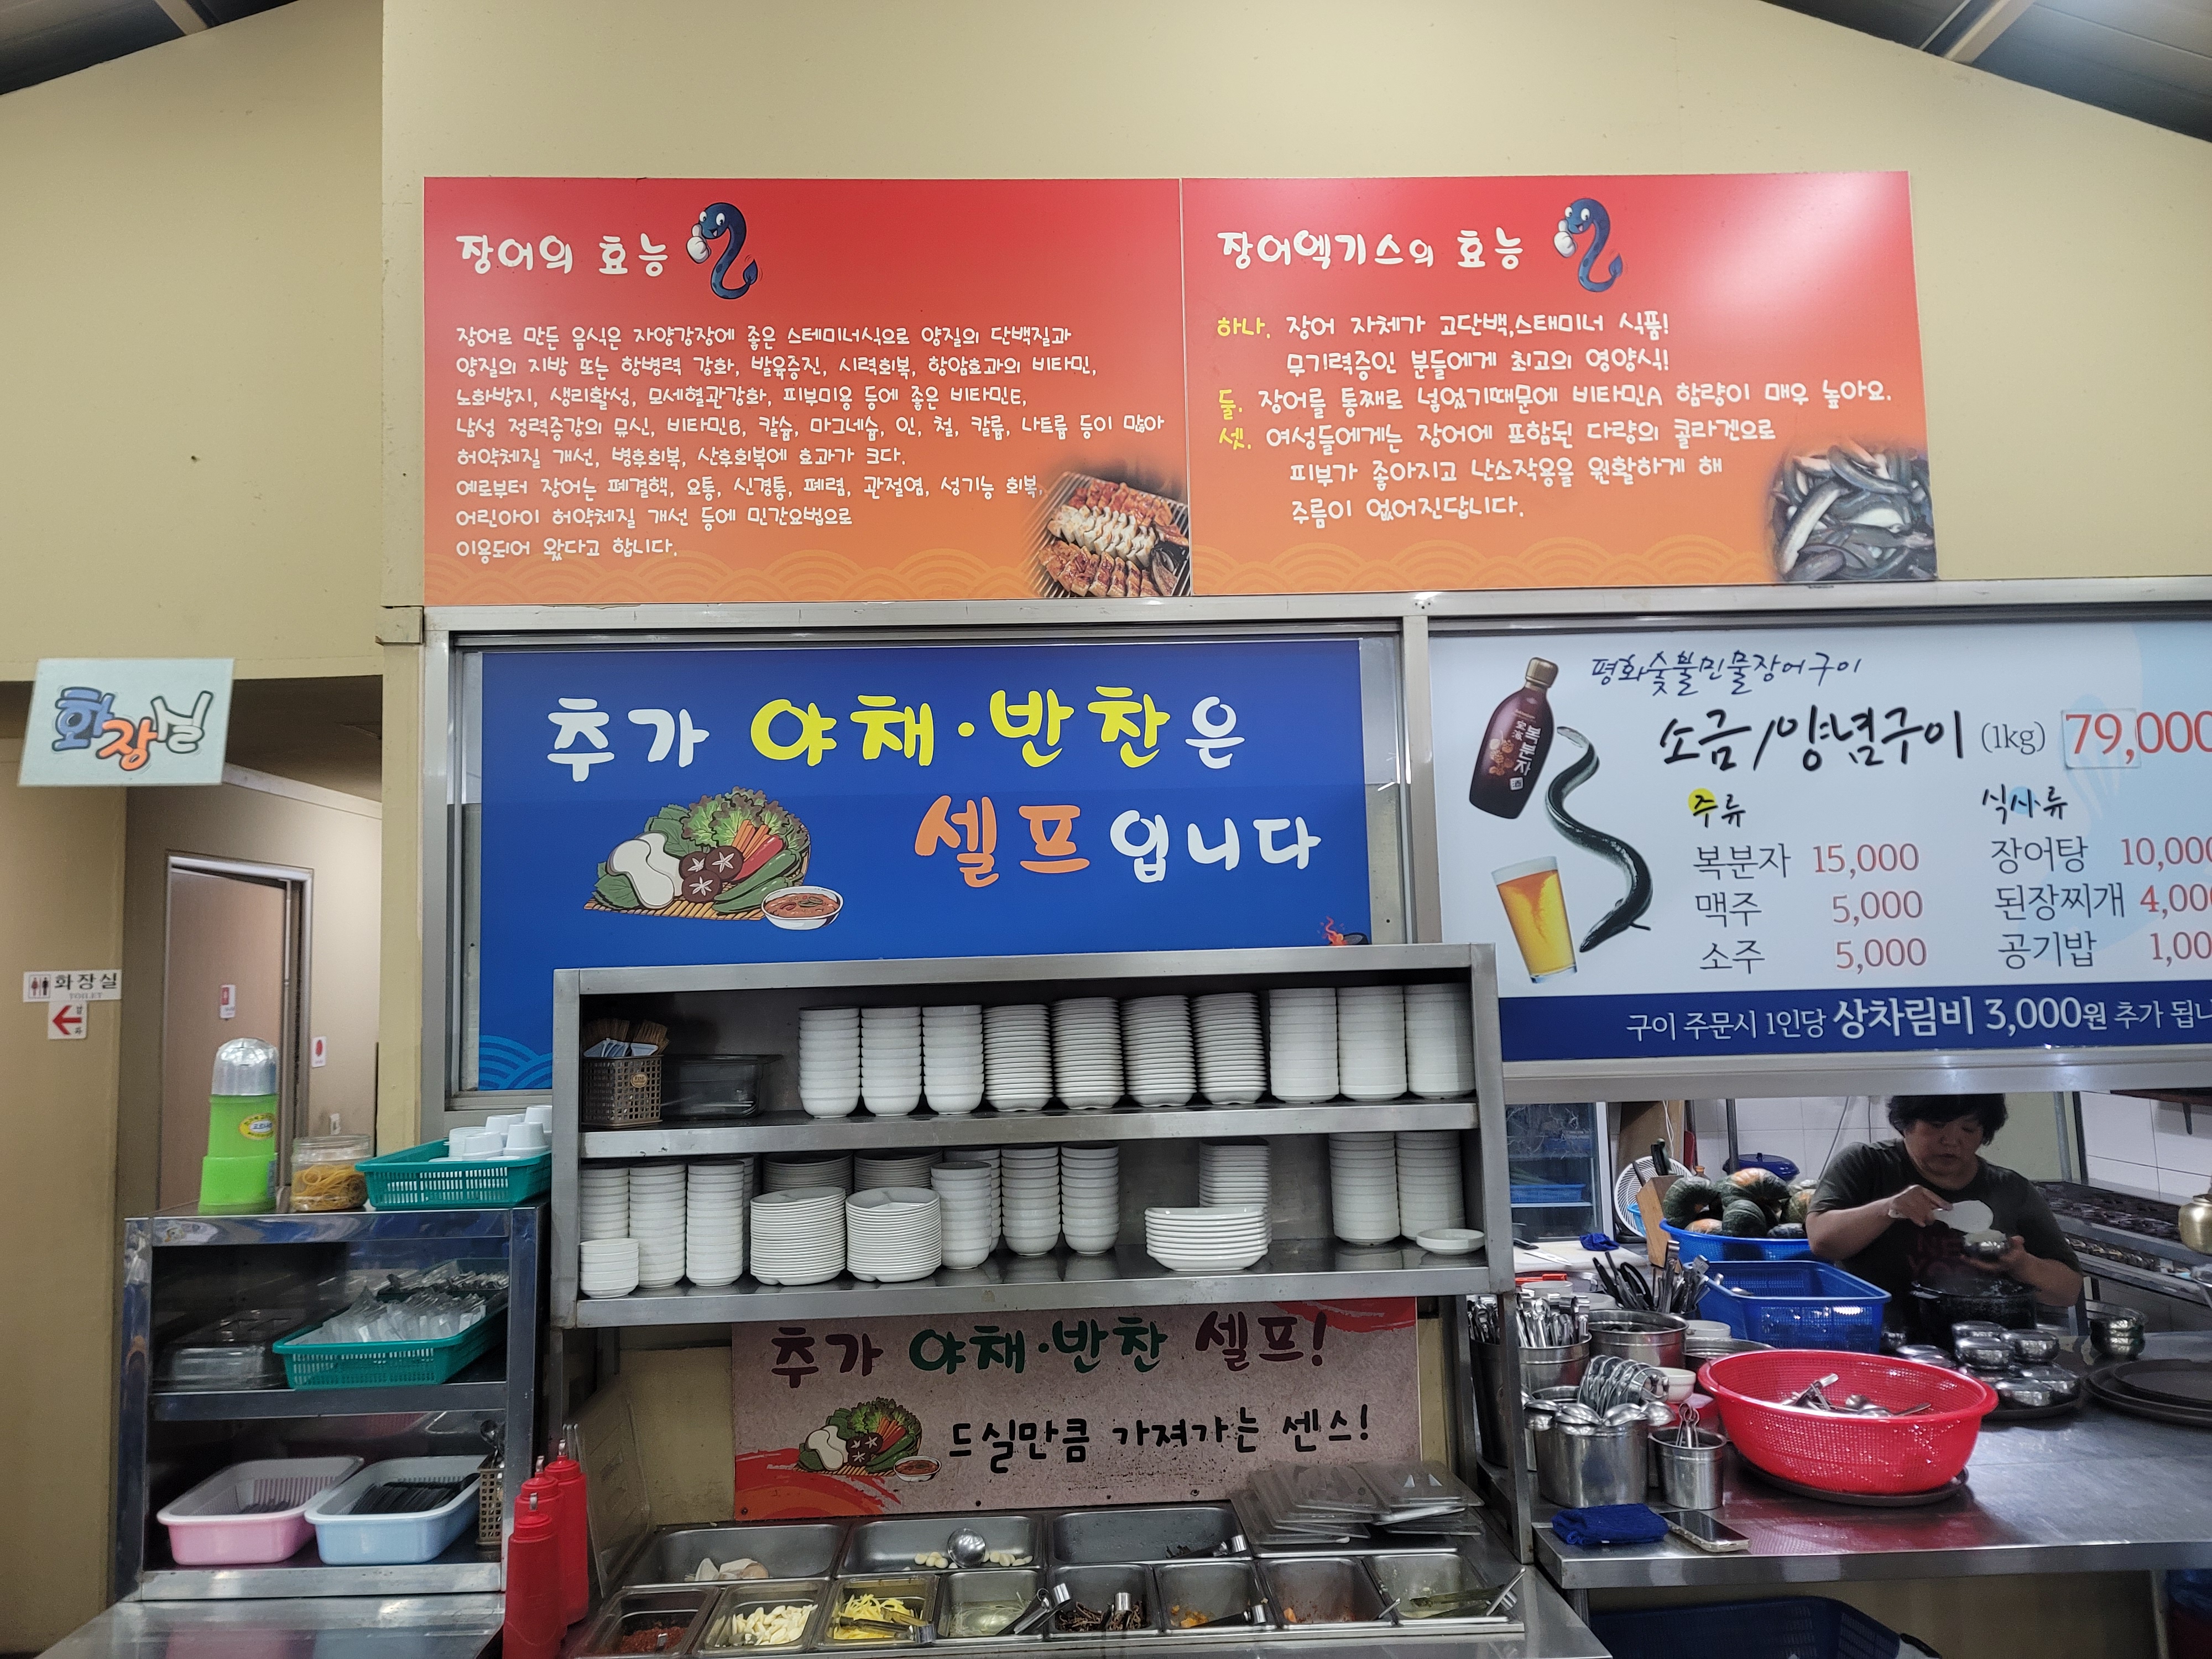 장어의 효능
장어로 만든 음식은 자양강장에 좋은 스테미너식으로 양질의 단백질과
양질의 지방 또는 항병력 강화, 발육증진, 시력회복, 항암효과의 비타민,
노화방지, 생리활성, 모세혈관강화, 피부미용 등에 좋은 비타민E,
남성 정력증강의 뮤신, 비타민B, 칼슘, 마그네슘, 인, 철, 칼륨, 나트륨 등이 많아
허약체질 개선, 병후회복, 산후회복에 효과가 크다.
예로부터 장어는 폐결핵, 요통, 신경통, 폐렴, 관절염, 성기능 회복,
어린아이 허약체질 개선 등에 민간요법으로
이용되어 왔다고 합니다.
장어엑기스의 효능
하나. 장어 자체가 고단백,스태미너 식품!
무기력증인 분들에게 최고의 영양식!
둘. 장어를 통째로 넣었기때문에 비타민A 함량이 매우 높아요.
셋. 여성들에게는 장어에 포함된 다량의 콜라겐으로
피부가 좋아지고 난소작용을 원활하게 해
주름이 없어진답니다.
화장실
추가 야채·반찬은
셀프입니다
평화숯불민물장어구이
소금/양념구이 (1kg) 79,000
복분자
주류
복분자 15,000
맥주 5,000
소주 5,000
식사류
장어탕 10,000
된장찌개 4,00
공기밥 1,00
구이 주문시 1인당 상차림비 3,000원 추가 됩니
화장실
TOILET
추가 야채·반찬 셀프!
드실만큼 가져가는 센스!